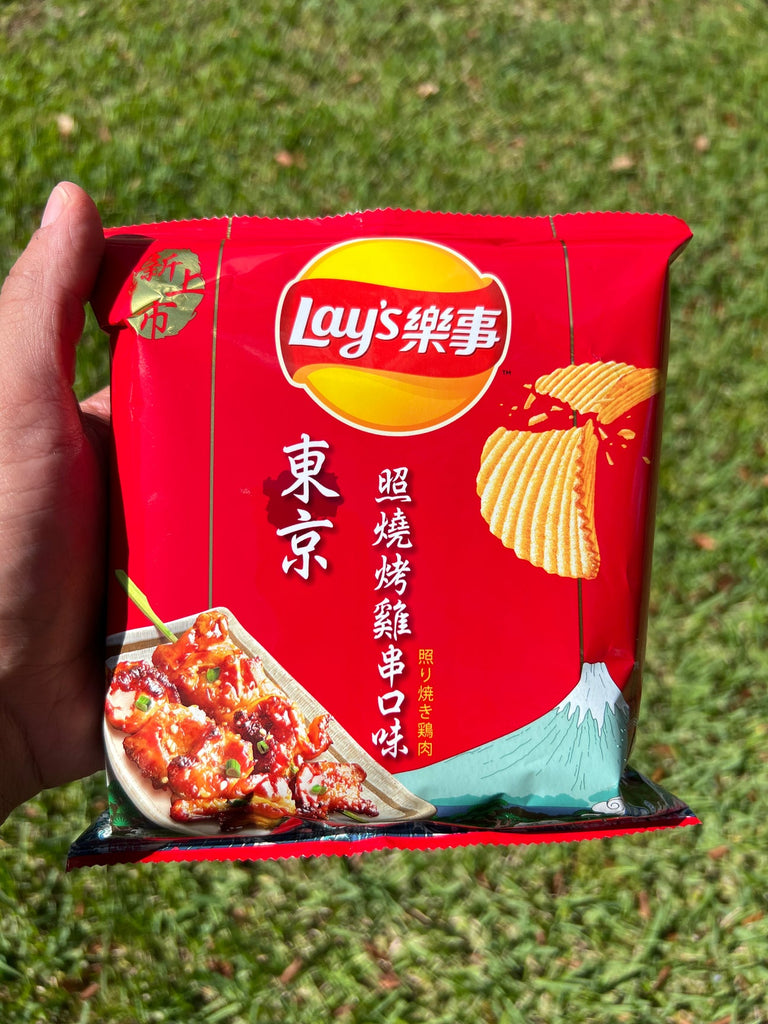 新上市
Lay's樂事
TM
東京
照燒烤雞串口味
照り焼き鶏肉